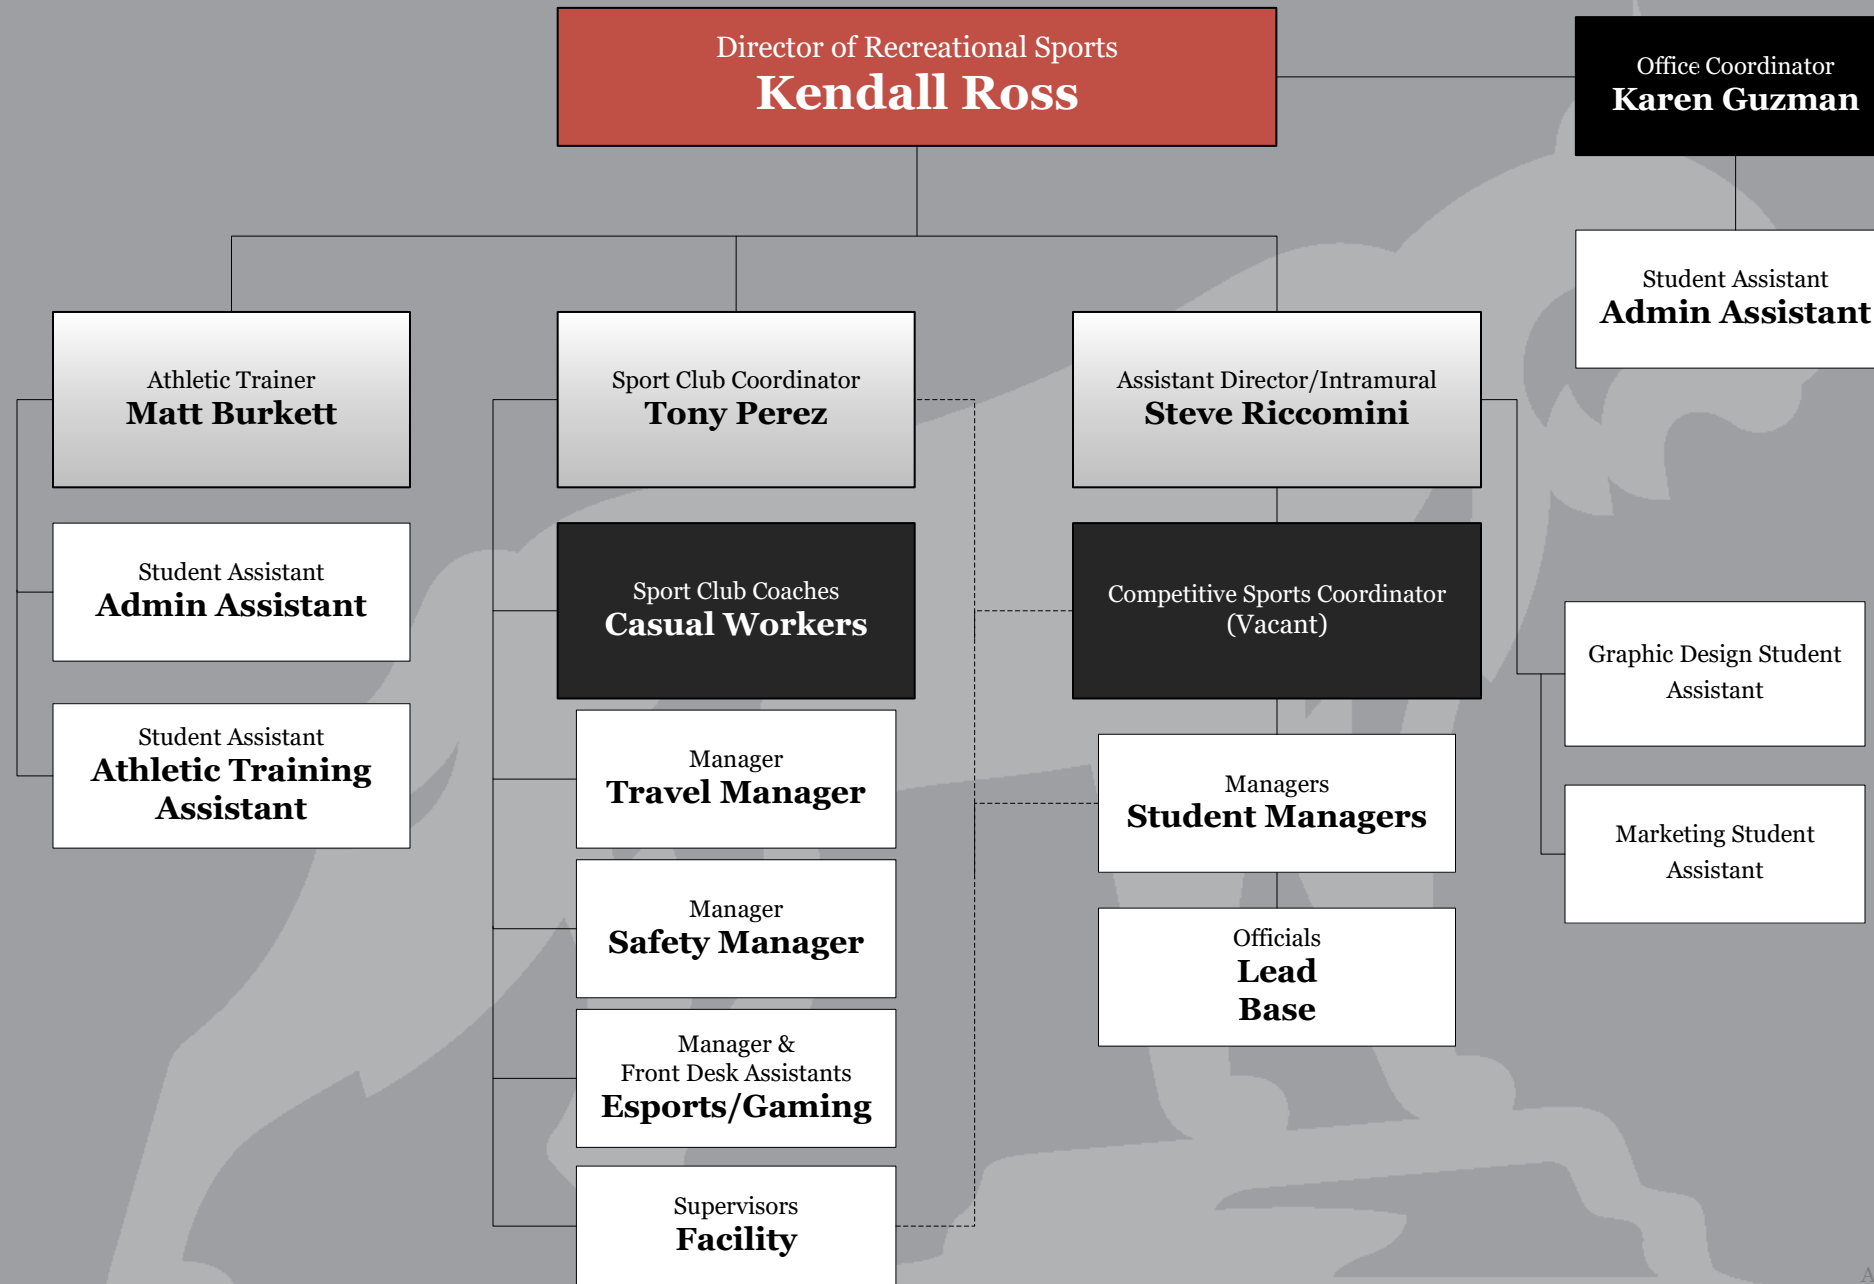 Director of Recreational Sports
Kendall Ross
Office Coordinator
Karen Guzman
Student Assistant
Admin Assistant
Athletic Trainer
Matt Burkett
Sport Club Coordinator
Tony Perez
Assistant Director/Intramural
Steve Riccomini
Student Assistant
Admin Assistant
Student Assistant
Athletic Training
Assistant
Sport Club Coaches
Casual Workers
Manager
Travel Manager
Manager
Safety Manager
Manager &
Front Desk Assistants
Esports/Gaming
Supervisors
Facility
Competitive Sports Coordinator
(Vacant)
Managers
Student Managers
Officials
Lead
Base
Graphic Design Student
Assistant
Marketing Student
Assistant